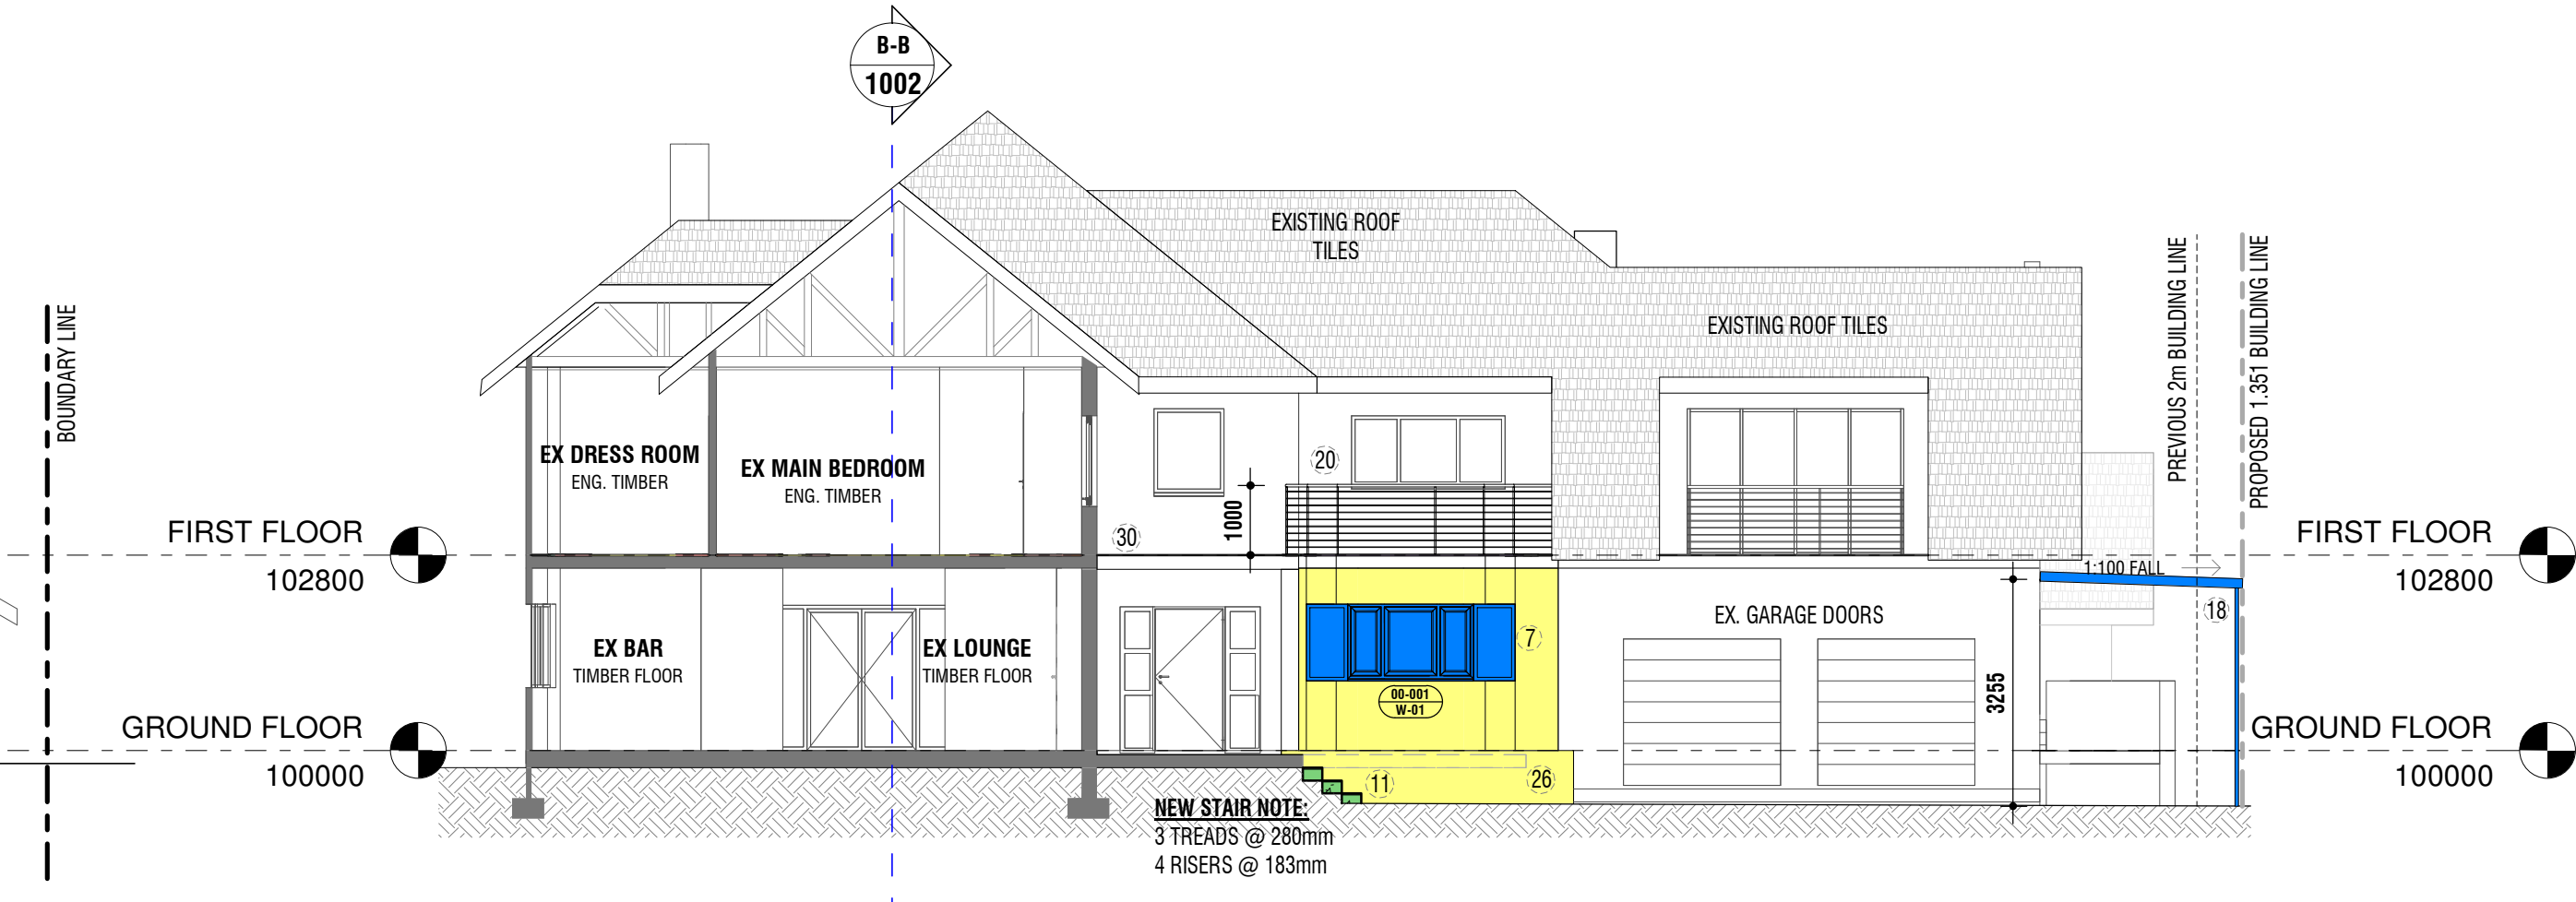 B-B
1002
EXISTING ROOF
TILES
EXISTING ROOF TILES
BOUNDARY LINE
PREVIOUS 2m BUILDING LINE
PROPOSED 1.351 BUILDING LINE
EX DRESS ROOM
ENG. TIMBER
EX MAIN BEDROOM
ENG. TIMBER
20
1000
30
FIRST FLOOR
102800
FIRST FLOOR
102800
1:100 FALL
18
EX BAR
TIMBER FLOOR
EX LOUNGE
TIMBER FLOOR
7
00-001
W-01
EX. GARAGE DOORS
3255
GROUND FLOOR
100000
GROUND FLOOR
100000
11
26
NEW STAIR NOTE:
3 TREADS @ 280mm
4 RISERS @ 183mm